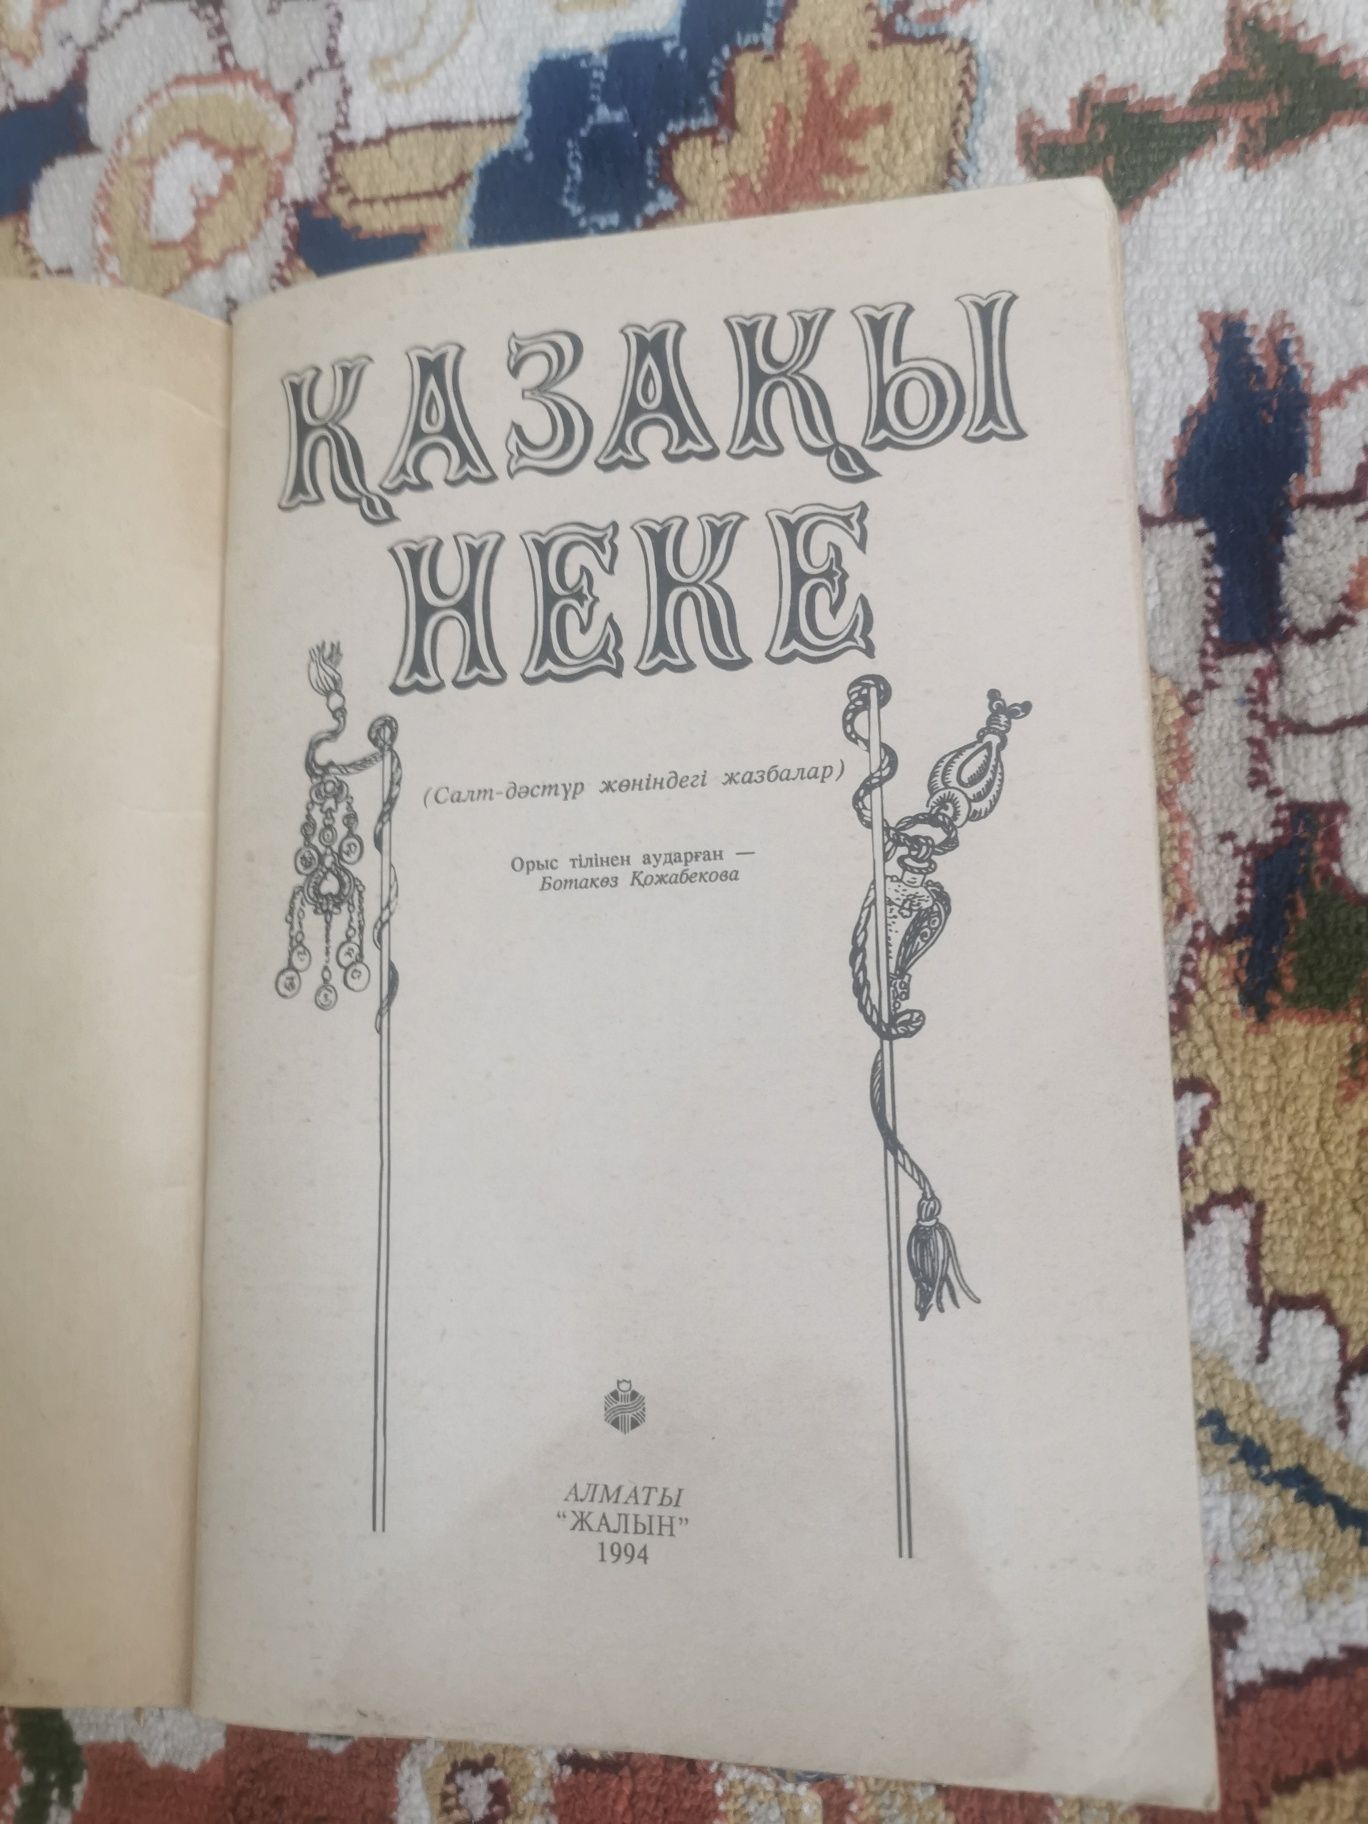 ҚАЗАҚЫ
НЕКЕ
(Салт-дәстүр жөніндегі жазбалар)
Орыс тілінен аударған —
Ботакөз Қожабекова
АЛМАТЫ
“ЖАЛЫН”
1994